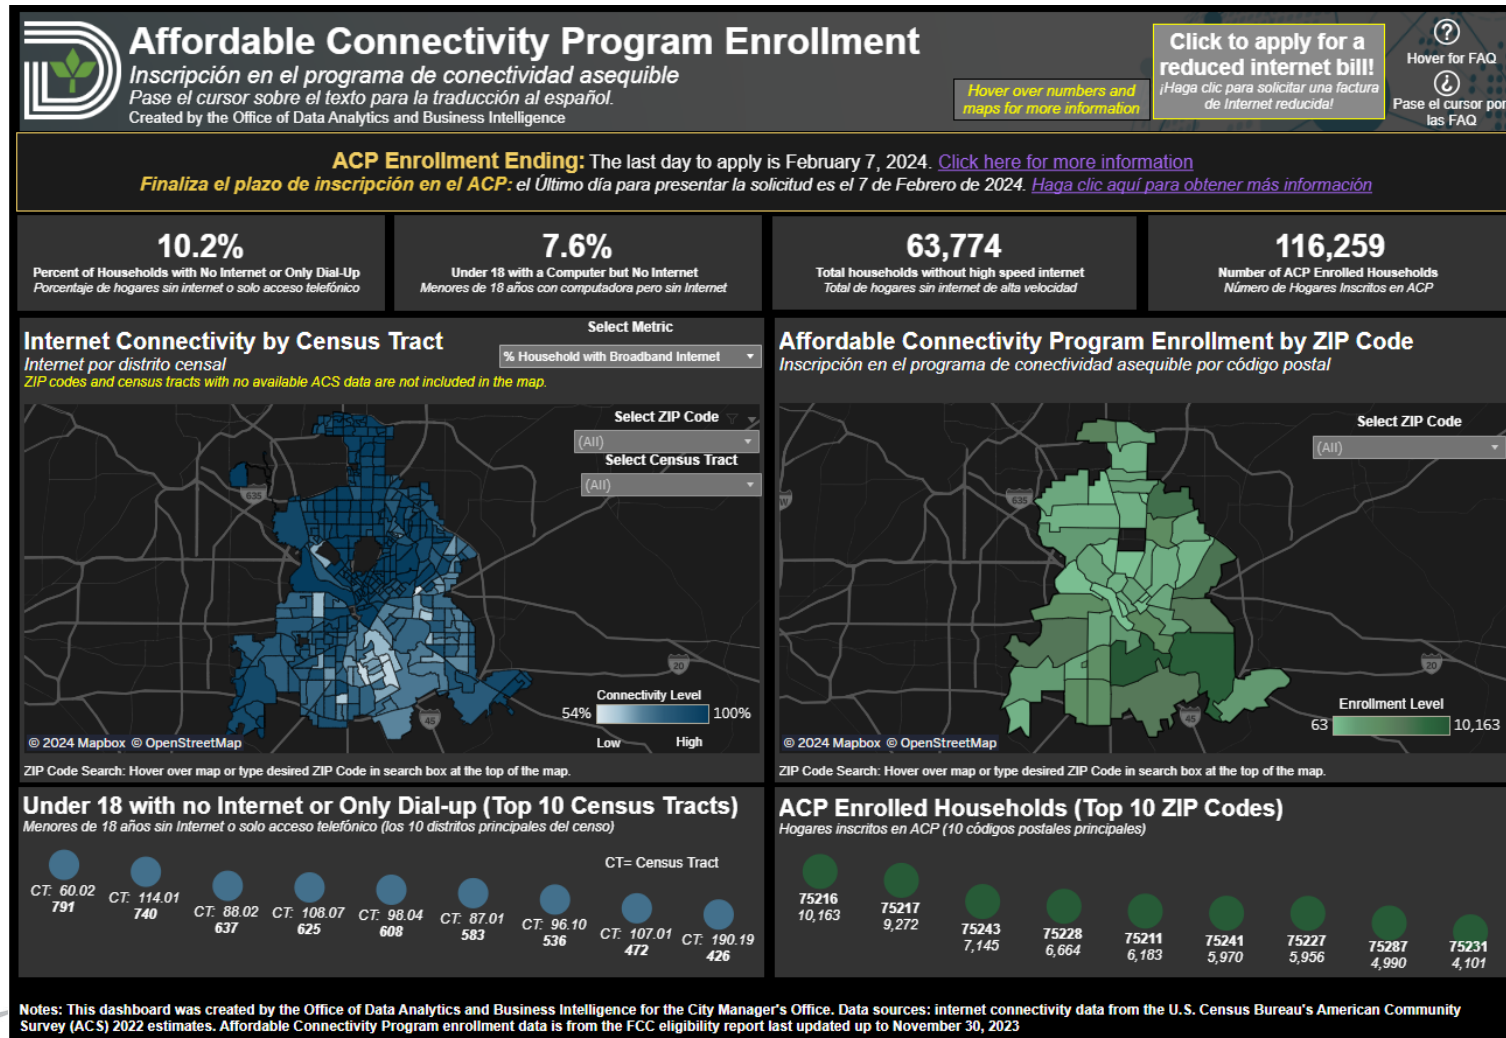 Affordable Connectivity Program Enrollment
Inscripción en el programa de conectividad asequible
Pase el cursor sobre el texto para la traducción al español.
Created by the Office of Data Analytics and Business Intelligence
Hover over numbers and
maps for more information
Click to apply for a
reduced internet bill!
¡Haga clic para solicitar una factura
de Internet reducida!
?
Hover for FAQ
¿
Pase el cursor por
las FAQ
ACP Enrollment Ending: The last day to apply is February 7, 2024. Click here for more information
Finaliza el plazo de inscripción en el ACP: el Último día para presentar la solicitud es el 7 de Febrero de 2024. Haga clic aquí para obtener más información
10.2%
Percent of Households with No Internet or Only Dial-Up
Porcentaje de hogares sin internet o solo acceso telefónico
7.6%
Under 18 with a Computer but No Internet
Menores de 18 años con computadora pero sin Internet
63,774
Total households without high speed internet
Total de hogares sin internet de alta velocidad
116,259
Number of ACP Enrolled Households
Número de Hogares Inscritos en ACP
Internet Connectivity by Census Tract
Internet por distrito censal
ZIP codes and census tracts with no available ACS data are not included in the map.
Select Metric
% Household with Broadband Internet
Select ZIP Code
(All)
Select Census Tract
(All)
635
20
45
Connectivity Level
54% 100%
Low High
© 2024 Mapbox © OpenStreetMap
ZIP Code Search: Hover over map or type desired ZIP Code in search box at the top of the map.
Affordable Connectivity Program Enrollment by ZIP Code
Inscripción en el programa de conectividad asequible por código postal
Select ZIP Code
(All)
W
635
20
45
Enrollment Level
63 10,163
© 2024 Mapbox © OpenStreetMap
ZIP Code Search: Hover over map or type desired ZIP Code in search box at the top of the map.
Under 18 with no Internet or Only Dial-up (Top 10 Census Tracts)
Menores de 18 años sin Internet o solo acceso telefónico (los 10 distritos principales del censo)
CT= Census Tract
CT: 60.02
791
CT: 114.01
740
CT: 88.02
637
CT: 108.07
625
CT: 98.04
608
CT: 87.01
583
CT: 96.10
536
CT: 107.01
472
CT: 190.19
426
ACP Enrolled Households (Top 10 ZIP Codes)
Hogares inscritos en ACP (10 códigos postales principales)
75216
10,163
75217
9,272
75243
7,145
75228
6,664
75211
6,183
75241
5,970
75227
5,956
75287
4,990
75231
4,101
Notes: This dashboard was created by the Office of Data Analytics and Business Intelligence for the City Manager's Office. Data sources: internet connectivity data from the U.S. Census Bureau's American Community
Survey (ACS) 2022 estimates. Affordable Connectivity Program enrollment data is from the FCC eligibility report last updated up to November 30, 2023